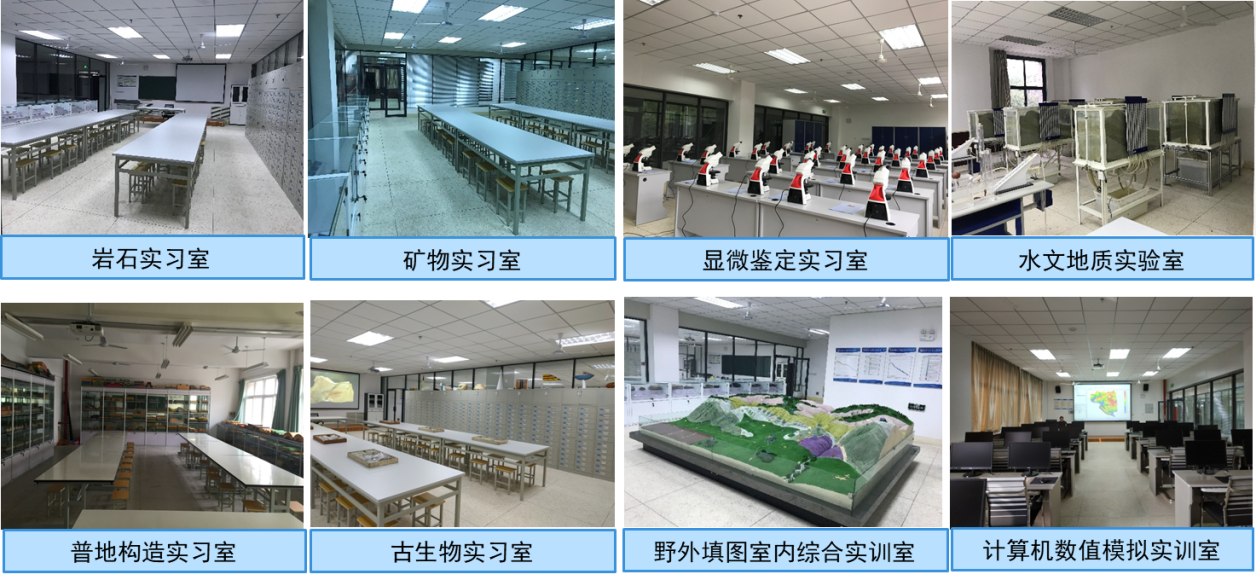 岩石实习室
矿物实习室
显微鉴定实习室
水文地质实验室
普地构造实习室
古生物实习室
野外填图室内综合实训室
计算机数值模拟实训室